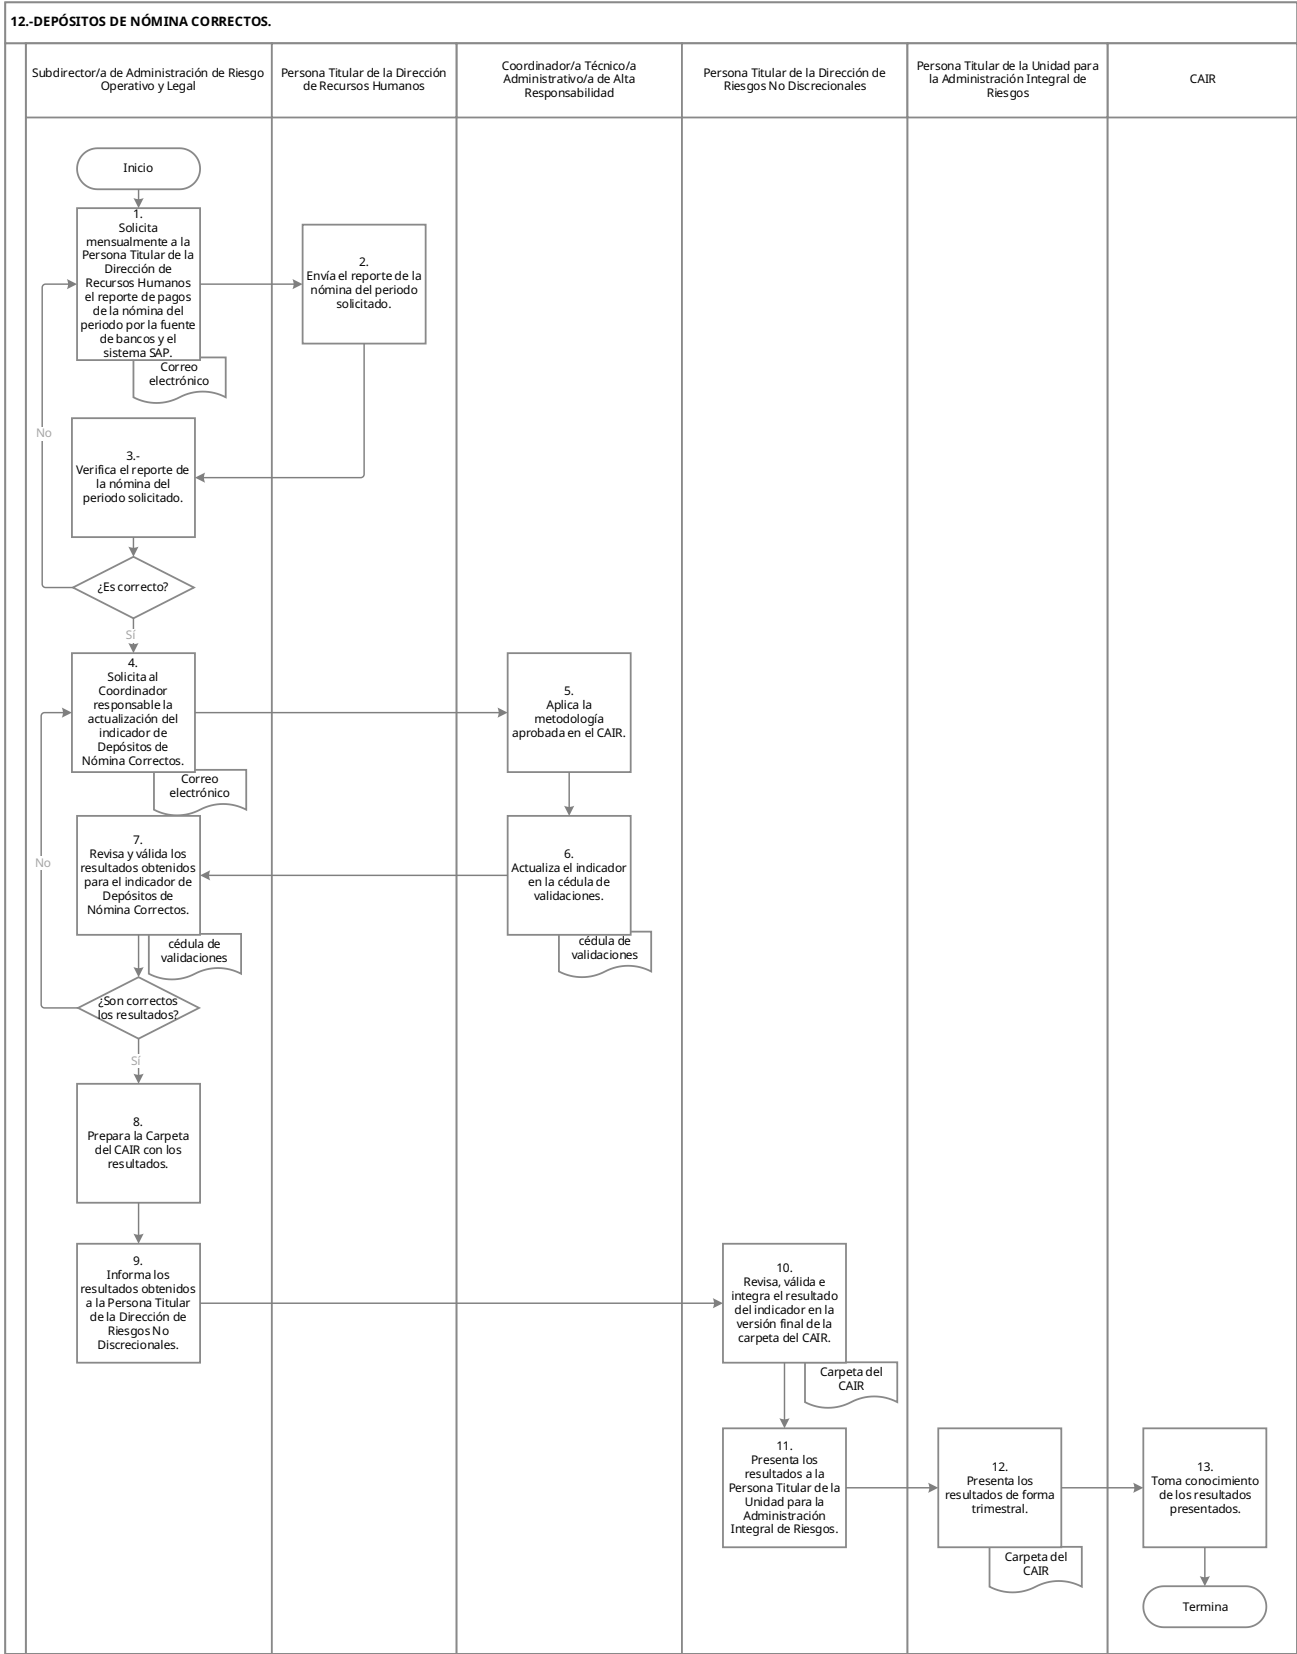 12.-DEPÓSITOS DE NÓMINA CORRECTOS.
Subdirector/a de Administración de Riesgo
Operativo y Legal
Persona Titular de la Dirección
de Recursos Humanos
Coordinador/a Técnico/a
Administrativo/a de Alta
Responsabilidad
Persona Titular de la Dirección de
Riesgos No Discrecionales
Persona Titular de la Unidad para
la Administración Integral de
Riesgos
CAIR
Inicio
1.
Solicita
mensualmente a la
Persona Titular de la
Dirección de
Recursos Humanos
el reporte de pagos
de la nómina del
periodo por la fuente
de bancos y el
sistema SAP.
Correo
electrónico
2.
Envía el reporte de la
nómina del periodo
solicitado.
No
3.-
Verifica el reporte de
la nómina del
periodo solicitado.
¿Es correcto?
Sí
4.
Solicita al
Coordinador
responsable la
actualización del
indicador de
Depósitos de
Nómina Correctos.
Correo
electrónico
5.
Aplica la
metodología
aprobada en el CAIR.
6.
Actualiza el indicador
en la cédula de
validaciones.
cédula de
validaciones
No
7.
Revisa y válida los
resultados obtenidos
para el indicador de
Depósitos de
Nómina Correctos.
cédula de
validaciones
¿Son correctos
los resultados?
Sí
8.
Prepara la Carpeta
del CAIR con los
resultados.
9.
Informa los
resultados obtenidos
a la Persona Titular
de la Dirección de
Riesgos No
Discrecionales.
10.
Revisa, válida e
integra el resultado
del indicador en la
versión final de la
carpeta del CAIR.
Carpeta del
CAIR
11.
Presenta los
resultados a la
Persona Titular de la
Unidad para la
Administración
Integral de Riesgos.
12.
Presenta los
resultados de forma
trimestral.
Carpeta del
CAIR
13.
Toma conocimiento
de los resultados
presentados.
Termina